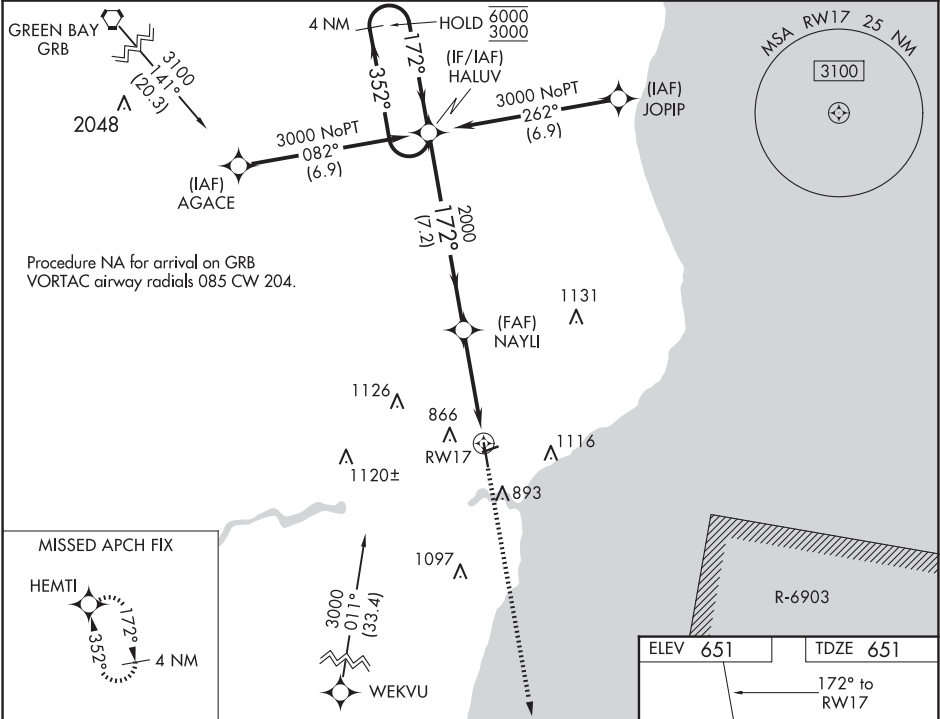 GREEN BAY
GRB
3100
141°
(20.3)
2048
4 NM
HOLD
6000
3000
172°
352°
(IF/IAF)
HALUV
3000 NoPT
262°
(6.9)
(IAF)
JOPIP
MSA RW17 25 NM
3100
3000 NoPT
082°
(6.9)
(IAF)
AGACE
2000
172°
(7.2)
Procedure NA for arrival on GRB
VORTAC airway radials 085 CW 204.
1131
(FAF)
NAYLI
1126
866
RW17
1116
1120±
893
MISSED APCH FIX
HEMTI
172°
352°
4 NM
1097
3000
011°
(33.4)
WEKVU
R-6903
ELEV 651
TDZE 651
172° to
RW17